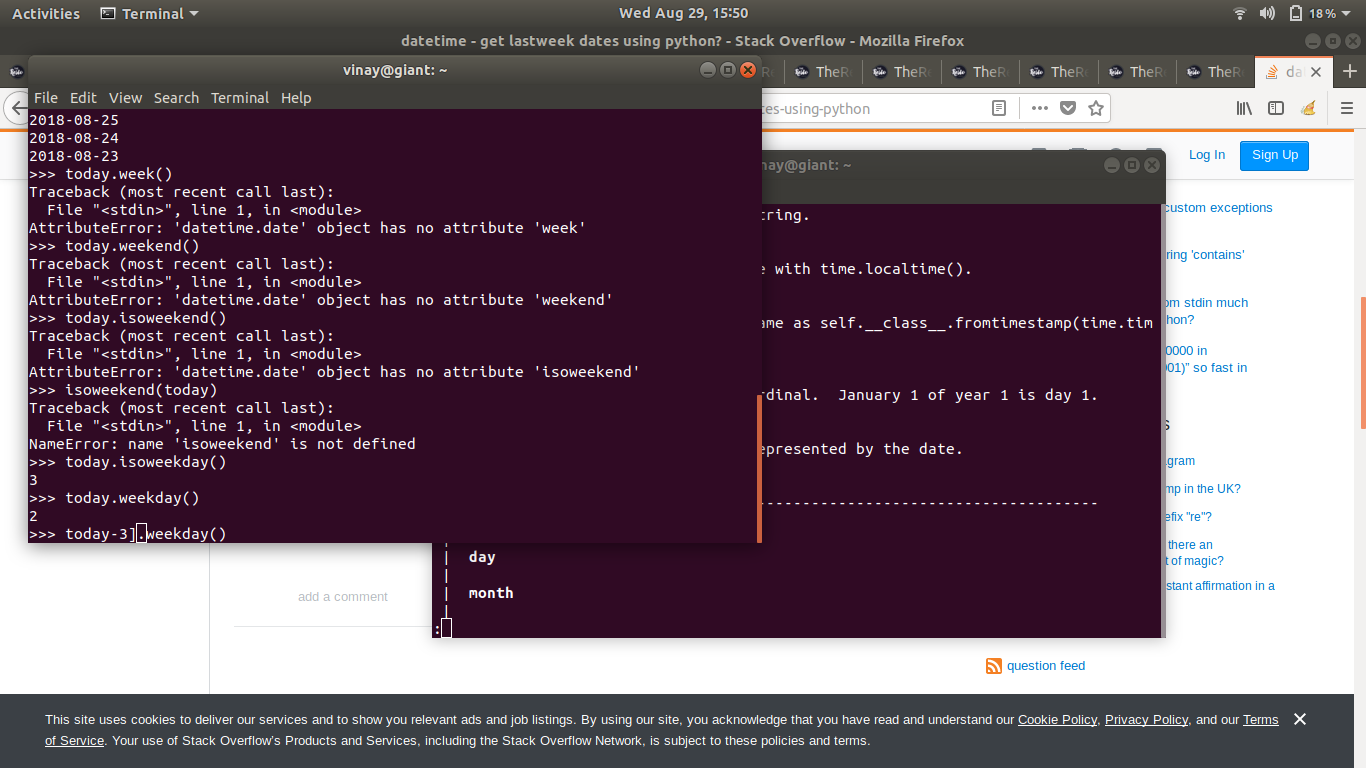 Activities Terminal Wed Aug 29, 15:50 18%
datetime - get lastweek dates using python? - Stack Overflow - Mozilla Firefox
TheR TheR TheR TheR TheR TheR da
vinay@giant: ~
File Edit View Search Terminal Help
es-using-python
2018-08-25
2018-08-24
2018-08-23
>>> today.week()
Traceback (most recent call last):
  File "<stdin>", line 1, in <module>
AttributeError: 'datetime.date' object has no attribute 'week'
>>> today.weekend()
Traceback (most recent call last):
  File "<stdin>", line 1, in <module>
AttributeError: 'datetime.date' object has no attribute 'weekend'
>>> today.isoweekend()
Traceback (most recent call last):
  File "<stdin>", line 1, in <module>
AttributeError: 'datetime.date' object has no attribute 'isoweekend'
>>> isoweekend(today)
Traceback (most recent call last):
  File "<stdin>", line 1, in <module>
NameError: name 'isoweekend' is not defined
>>> today.isoweekday()
3
>>> today.weekday()
2
>>> today-3].weekday()
nay@giant: ~
tring.
e with time.localtime().
ame as self.__class__.fromtimestamp(time.tim
rdinal.  January 1 of year 1 is day 1.
epresented by the date.
--------------------------------------
|
|  day
|
|  month
|
:
Log In Sign Up
custom exceptions
ring 'contains'
om stdin much
hon?
0000 in
001)" so fast in
s
gram
mp in the UK?
efix "re"?
there an
t of magic?
stant affirmation in a
add a comment
question feed
This site uses cookies to deliver our services and to show you relevant ads and job listings. By using our site, you acknowledge that you have read and understand our Cookie Policy, Privacy Policy, and our Terms
of Service. Your use of Stack Overflow's Products and Services, including the Stack Overflow Network, is subject to these policies and terms.